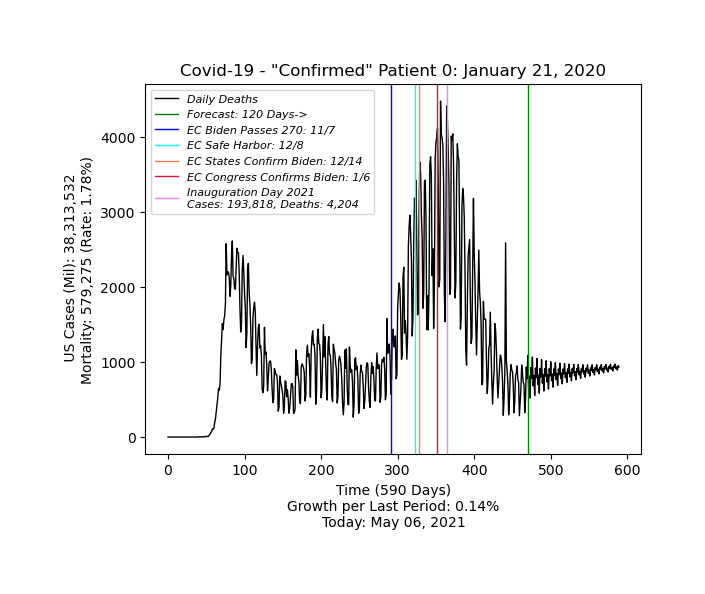 Covid-19 - "Confirmed" Patient 0: January 21, 2020
Daily Deaths
Forecast: 120 Days->
EC Biden Passes 270: 11/7
EC Safe Harbor: 12/8
EC States Confirm Biden: 12/14
EC Congress Confirms Biden: 1/6
Inauguration Day 2021
Cases: 193,818, Deaths: 4,204
US Cases (Mil): 38,313,532
Mortality: 579,275 (Rate: 1.78%)
4000
3000
2000
1000
0
0 100 200 300 400 500 600
Time (590 Days)
Growth per Last Period: 0.14%
Today: May 06, 2021